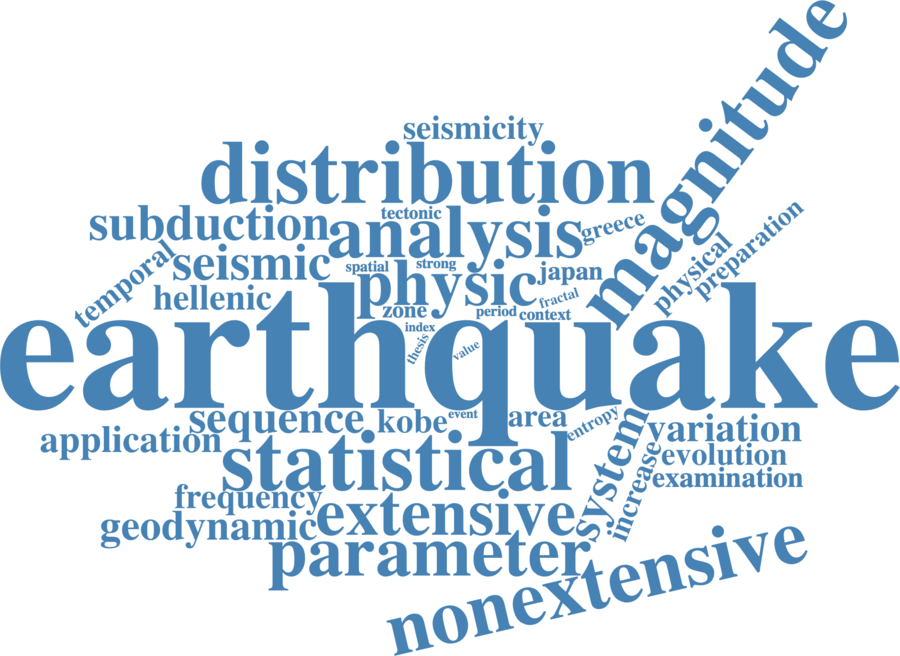 magnitude
seismicity
distribution
subduction
tectonic
analysis
greece
temporal
seismic
spatial
strong
physic
japan
physical
preparation
hellenic
zone
period
fractal
context
earthquake
index
thesis
value
sequence
kobe
event
area
entropy
variation
application
statistical
system
increase
evolution
examination
frequency
extensive
geodynamic
parameter
nonextensive